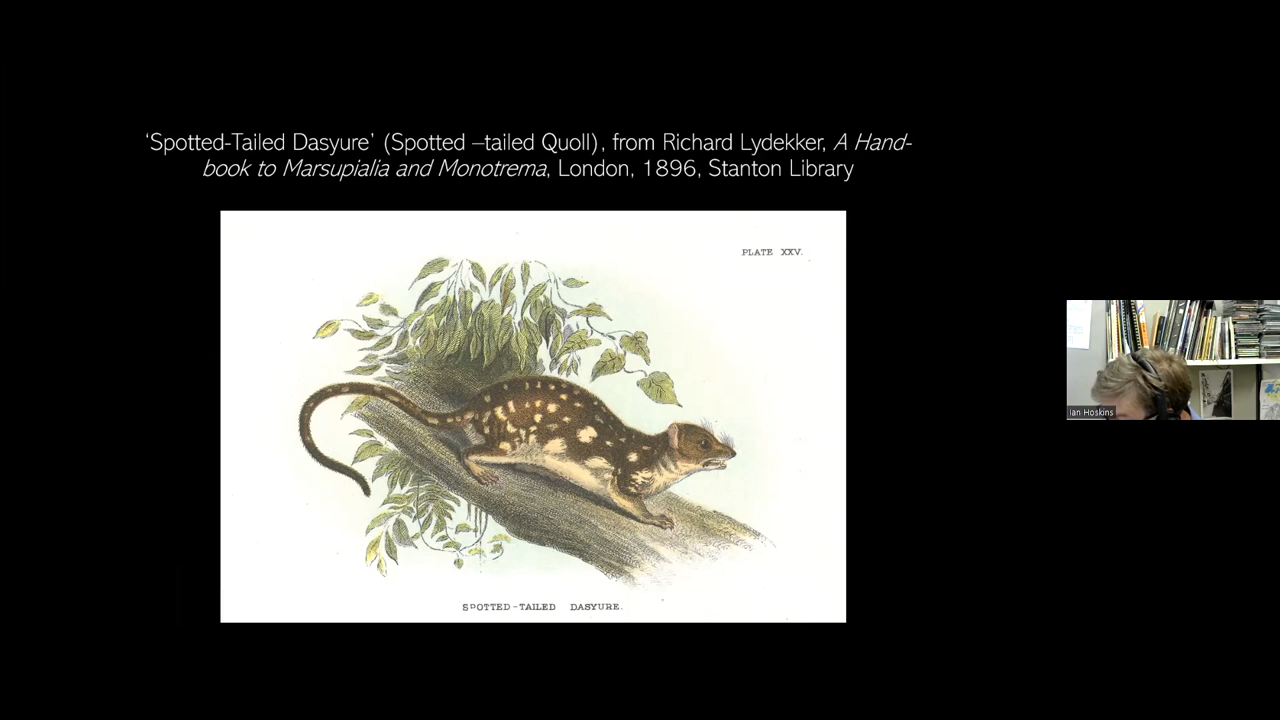 ‘Spotted-Tailed Dasyure’ (Spotted –tailed Quoll), from Richard Lydekker, A Hand-
book to Marsupialia and Monotrema, London, 1896, Stanton Library
PLATE XXV.
SPOTTED-TAILED DASYURE.
ian Hoskins